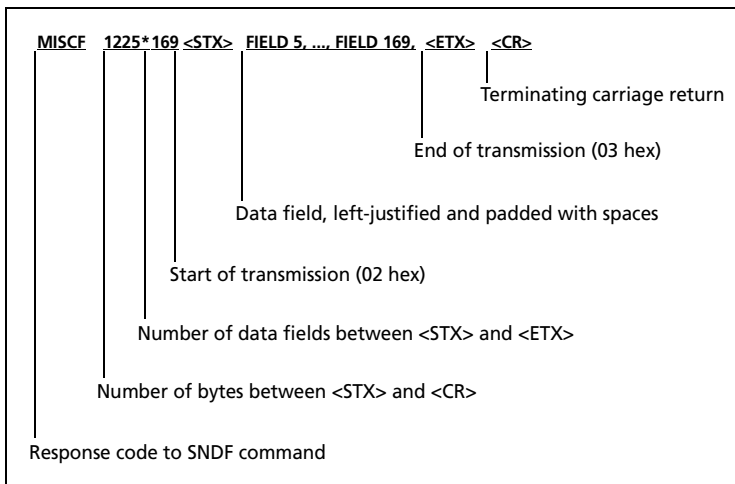 MISCF 1225*169 <STX> FIELD 5, ..., FIELD 169, <ETX> <CR>
Terminating carriage return
End of transmission (03 hex)
Data field, left-justified and padded with spaces
Start of transmission (02 hex)
Number of data fields between <STX> and <ETX>
Number of bytes between <STX> and <CR>
Response code to SNDF command